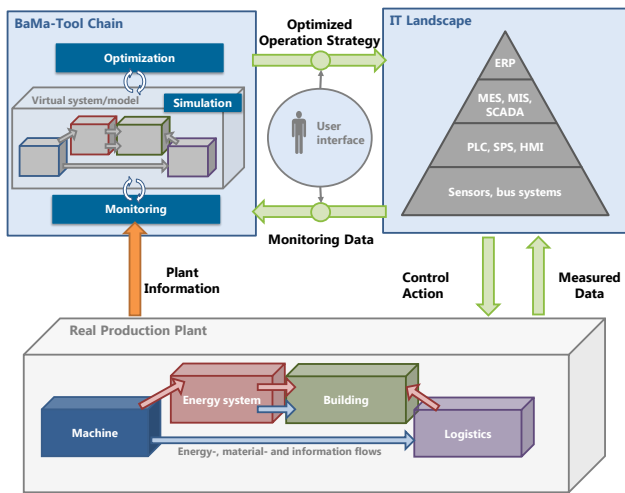 BaMa-Tool Chain
Optimization
Virtual system/model
Simulation
Monitoring
Optimized
Operation Strategy
User
interface
Monitoring Data
IT Landscape
ERP
MES, MIS,
SCADA
PLC, SPS, HMI
Sensors, bus systems
Plant
Information
Control
Action
Measured
Data
Real Production Plant
Energy system
Building
Machine
Logistics
Energy-, material- and information flows